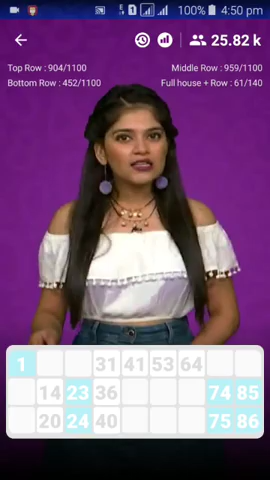 100% 4:50 pm
25.82 k
Top Row : 904/1100 Middle Row : 959/1100
Bottom Row : 452/1100 Full house + Row : 61/140
1 31 41 53 64
14 23 36 74 85
20 24 40 75 86